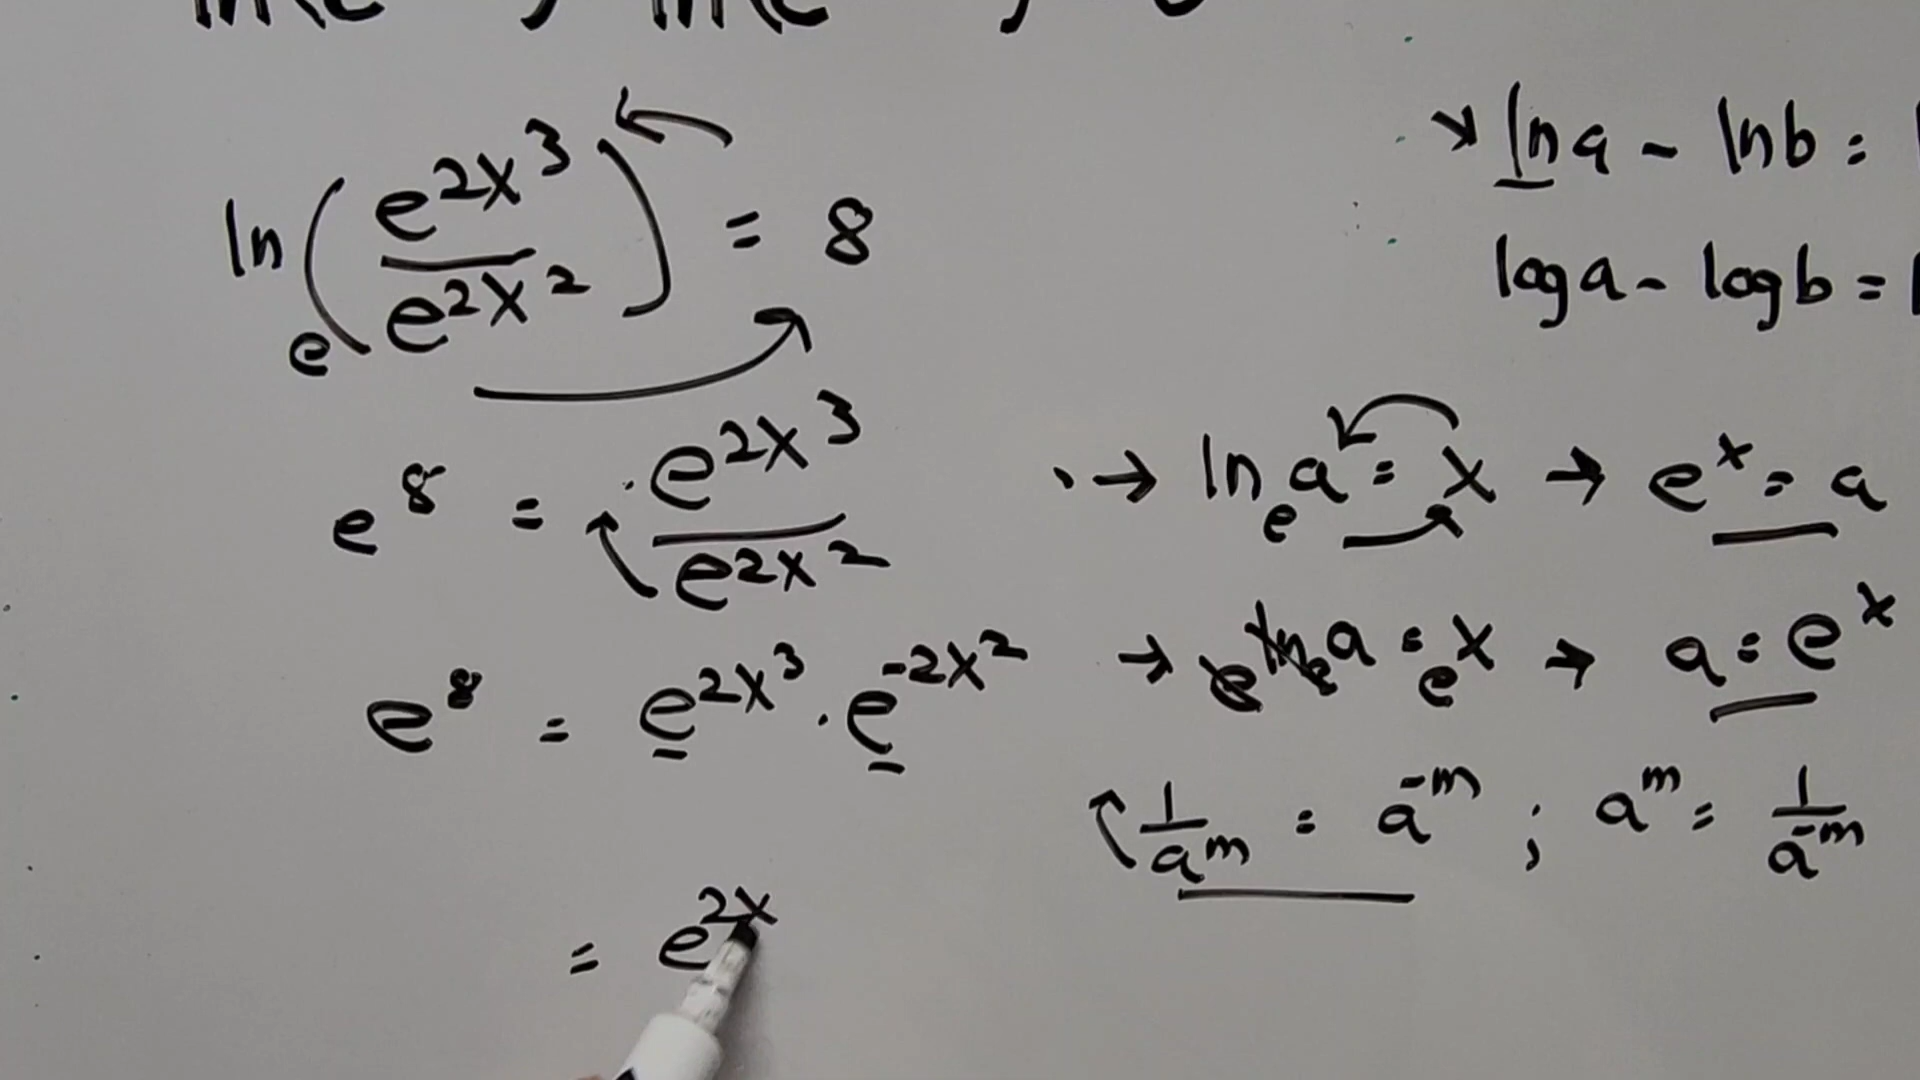 ln a - ln b =
log a - log b =
ln_e(e^{2x^3}/e^{2x^2}) = 8
e^8 = e^{2x^3}/e^{2x^2}
→ ln_e a = x → e^x = a
e^8 = e^{2x^3} · e^{-2x^2}
→ e^{ln_e a} = e^x → a = e^x
1/a^m = a^{-m} ; a^m = 1/a^{-m}
= e^{2x}